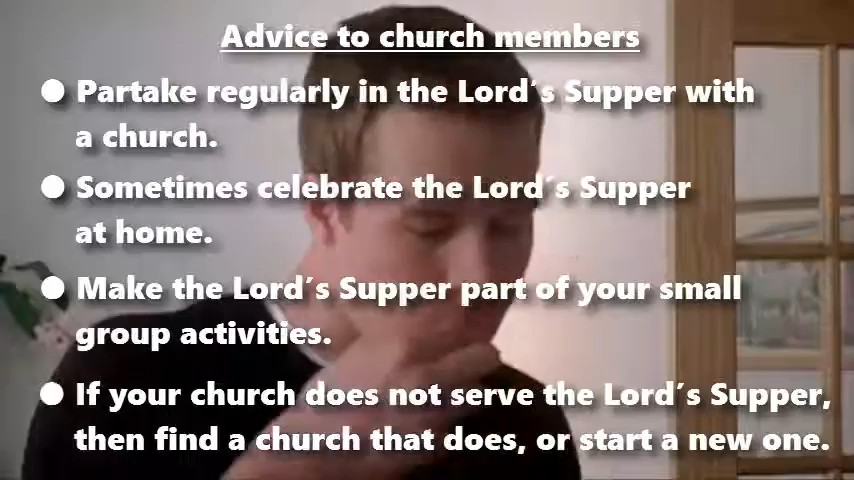 Advice to church members
● Partake regularly in the Lord´s Supper with
a church.
● Sometimes celebrate the Lord´s Supper
at home.
● Make the Lord´s Supper part of your small
group activities.
● If your church does not serve the Lord´s Supper,
then find a church that does, or start a new one.